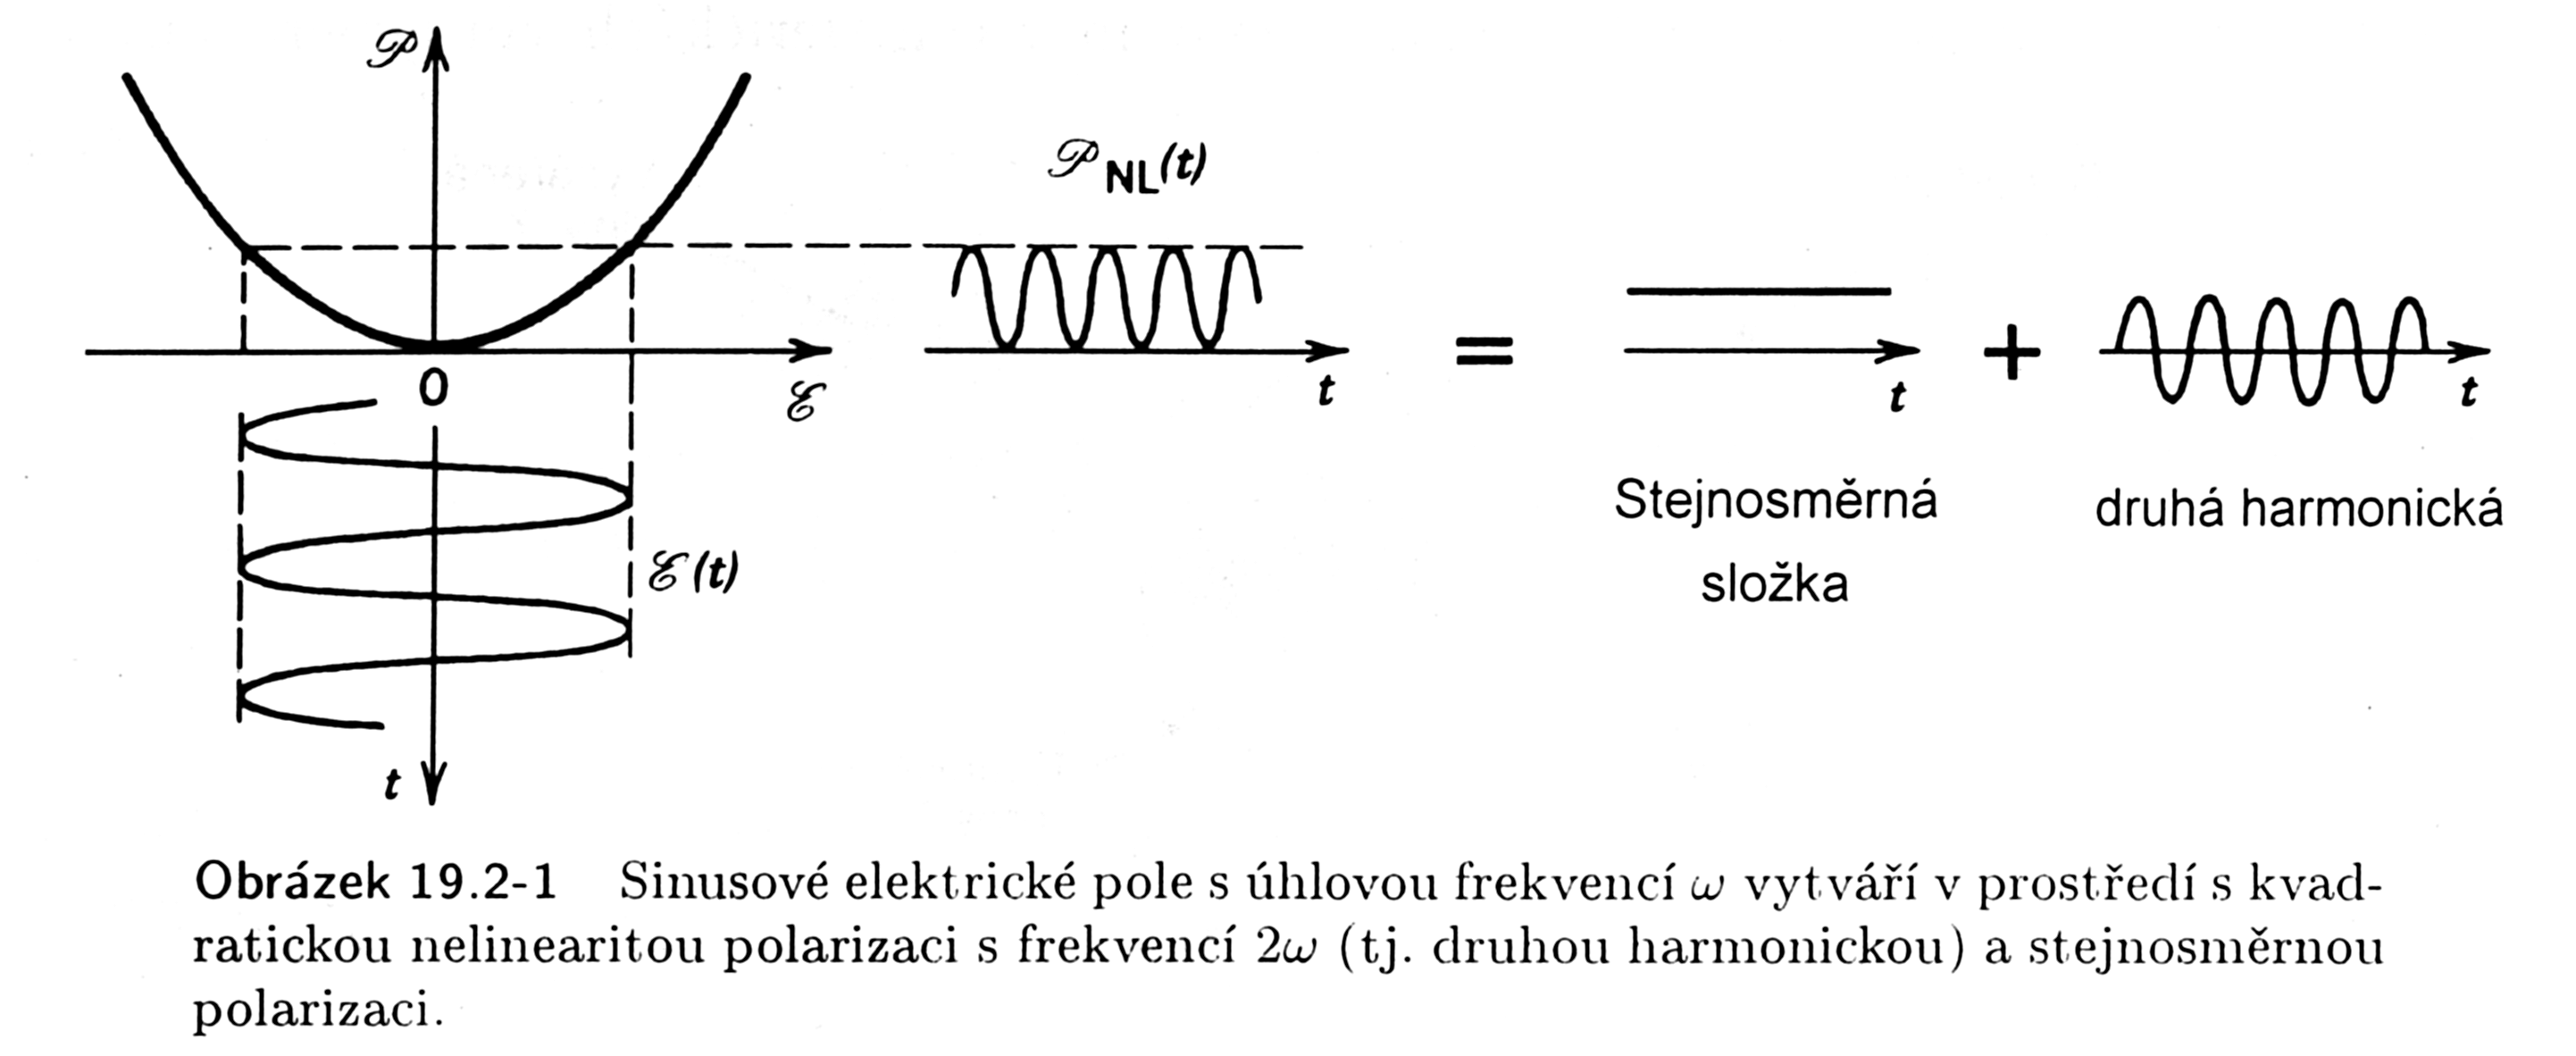 𝒫
𝒫NL(t)
0
ℰ
t
=
t
+
t
Stejnosměrná
složka
druhá harmonická
ℰ(t)
t
Obrázek 19.2-1 Sinusové elektrické pole s úhlovou frekvencí ω vytváří v prostředí s kvad-
ratickou nelinearitou polarizaci s frekvencí 2ω (tj. druhou harmonickou) a stejnosměrnou
polarizaci.